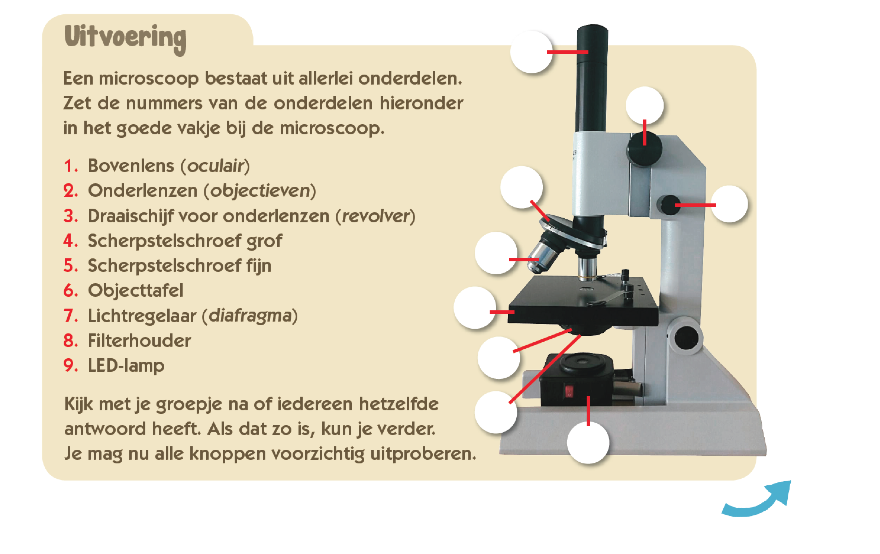 Uitvoering
Een microscoop bestaat uit allerlei onderdelen.
Zet de nummers van de onderdelen hieronder
in het goede vakje bij de microscoop.
1. Bovenlens (oculair)
2. Onderlenzen (objectieven)
3. Draaischijf voor onderlenzen (revolver)
4. Scherpstelschroef grof
5. Scherpstelschroef fijn
6. Objecttafel
7. Lichtregelaar (diafragma)
8. Filterhouder
9. LED-lamp
Kijk met je groepje na of iedereen hetzelfde
antwoord heeft. Als dat zo is, kun je verder.
Je mag nu alle knoppen voorzichtig uitproberen.